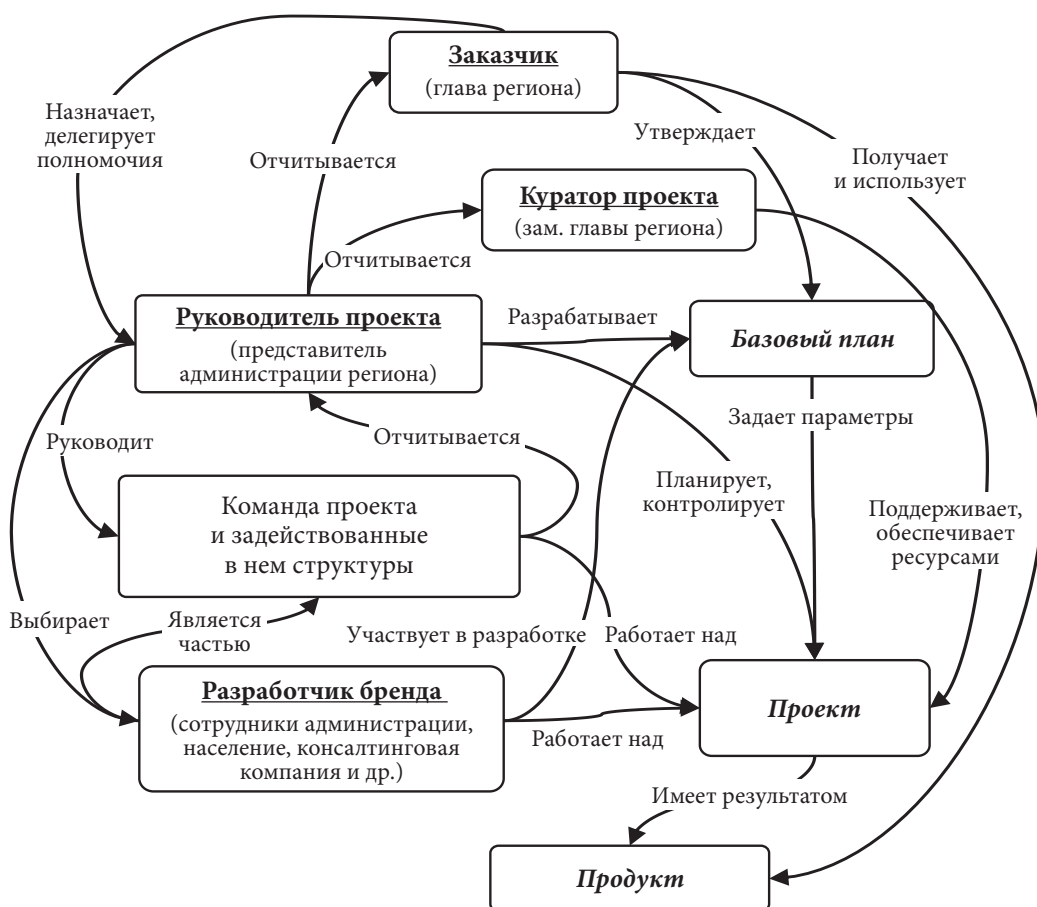 Заказчик
(глава региона)
Назначает,
делегирует
полномочия
Отчитывается
Утверждает
Получает
и использует
Куратор проекта
(зам. главы региона)
Отчитывается
Руководитель проекта
(представитель
администрации региона)
Разрабатывает
Базовый план
Задает параметры
Руководит
Отчитывается
Планирует,
контролирует
Команда проекта
и задействованные
в нем структуры
Поддерживает,
обеспечивает
ресурсами
Выбирает
Является
частью
Участвует в разработке
Работает над
Разработчик бренда
(сотрудники администрации,
население, консалтинговая
компания и др.)
Работает над
Проект
Имеет результатом
Продукт